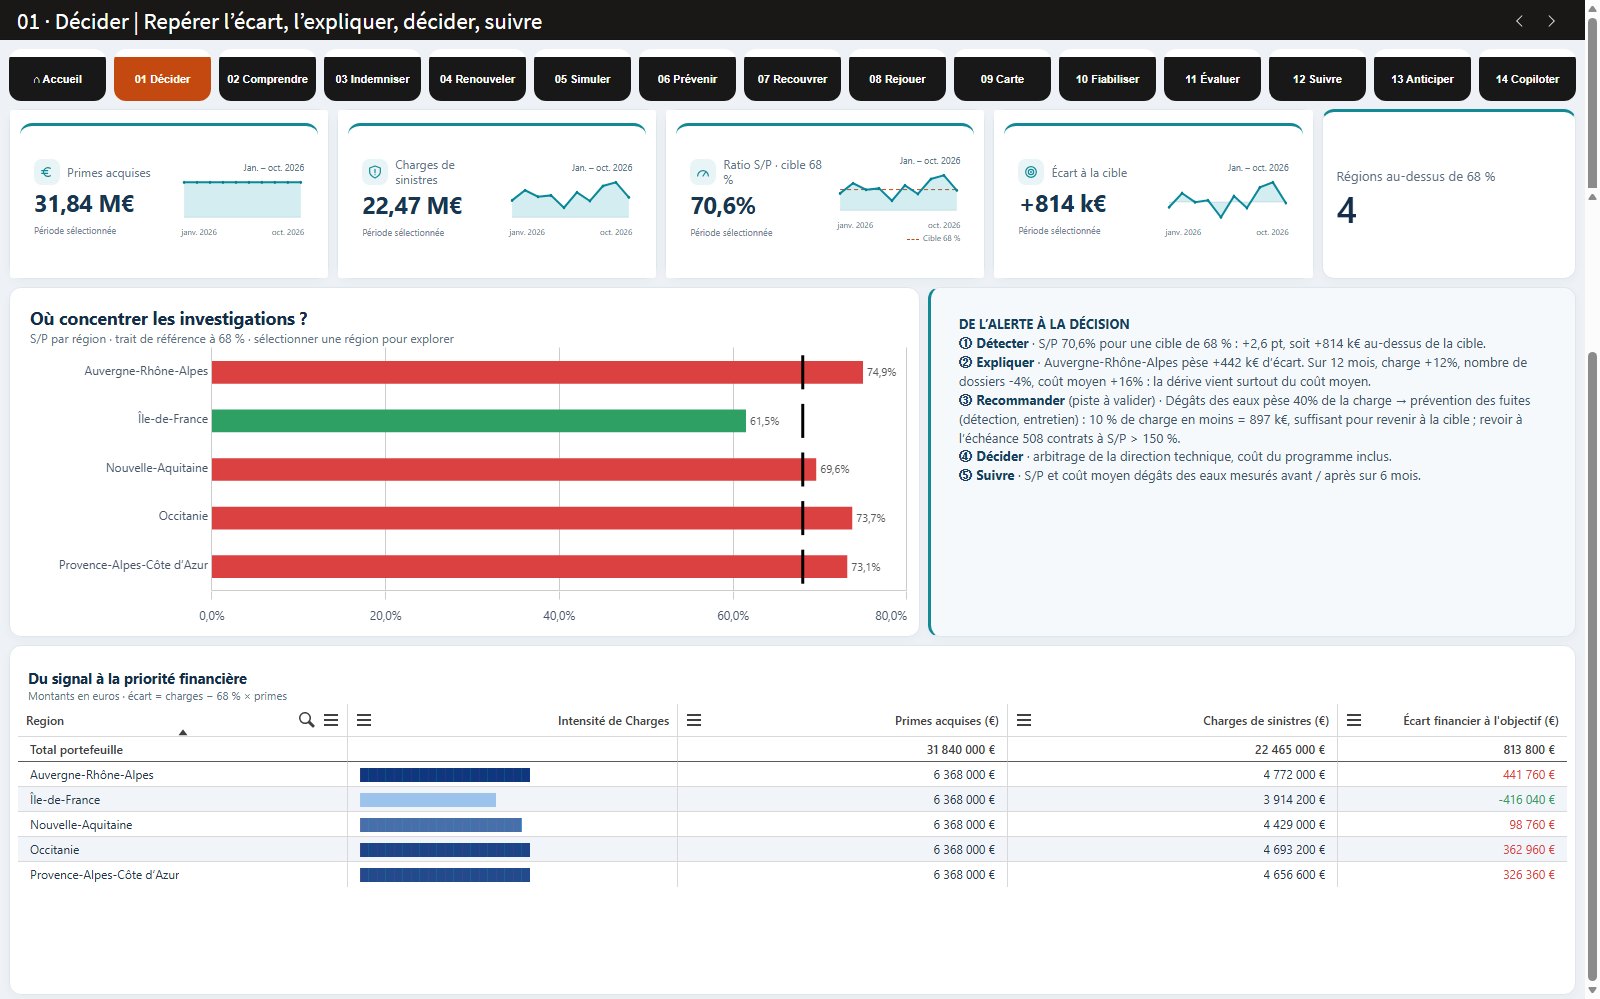 01 · Décider | Repérer l’écart, l’expliquer, décider, suivre
∩ Accueil
01 Décider
02 Comprendre
03 Indemniser
04 Renouveler
05 Simuler
06 Prévenir
07 Recouvrer
08 Rejouer
09 Carte
10 Fiabiliser
11 Évaluer
12 Suivre
13 Anticiper
14 Copiloter
Primes acquises
31,84 M€
Période sélectionnée
Jan. – oct. 2026
janv. 2026
oct. 2026
Charges de
sinistres
22,47 M€
Période sélectionnée
Jan. – oct. 2026
janv. 2026
oct. 2026
Ratio S/P · cible 68
%
70,6%
Période sélectionnée
Jan. – oct. 2026
janv. 2026
oct. 2026
Cible 68 %
Écart à la cible
+814 k€
Période sélectionnée
Jan. – oct. 2026
janv. 2026
oct. 2026
Régions au-dessus de 68 %
4
Où concentrer les investigations ?
S/P par région · trait de référence à 68 % · sélectionner une région pour explorer
Auvergne-Rhône-Alpes
74,9%
Île-de-France
61,5%
Nouvelle-Aquitaine
69,6%
Occitanie
73,7%
Provence-Alpes-Côte d’Azur
73,1%
0,0%
20,0%
40,0%
60,0%
80,0%
DE L’ALERTE À LA DÉCISION
① Détecter · S/P 70,6% pour une cible de 68 % : +2,6 pt, soit +814 k€ au-dessus de la cible.
② Expliquer · Auvergne-Rhône-Alpes pèse +442 k€ d’écart. Sur 12 mois, charge +12%, nombre de
dossiers -4%, coût moyen +16% : la dérive vient surtout du coût moyen.
③ Recommander (piste à valider) · Dégâts des eaux pèse 40% de la charge → prévention des fuites
(détection, entretien) : 10 % de charge en moins = 897 k€, suffisant pour revenir à la cible ; revoir à
l’échéance 508 contrats à S/P > 150 %.
④ Décider · arbitrage de la direction technique, coût du programme inclus.
⑤ Suivre · S/P et coût moyen dégâts des eaux mesurés avant / après sur 6 mois.
Du signal à la priorité financière
Montants en euros · écart = charges − 68 % × primes
Region
Intensité de Charges
Primes acquises (€)
Charges de sinistres (€)
Écart financier à l'objectif (€)
Total portefeuille
31 840 000 €
22 465 000 €
813 800 €
Auvergne-Rhône-Alpes
6 368 000 €
4 772 000 €
441 760 €
Île-de-France
6 368 000 €
3 914 200 €
-416 040 €
Nouvelle-Aquitaine
6 368 000 €
4 429 000 €
98 760 €
Occitanie
6 368 000 €
4 693 200 €
362 960 €
Provence-Alpes-Côte d’Azur
6 368 000 €
4 656 600 €
326 360 €